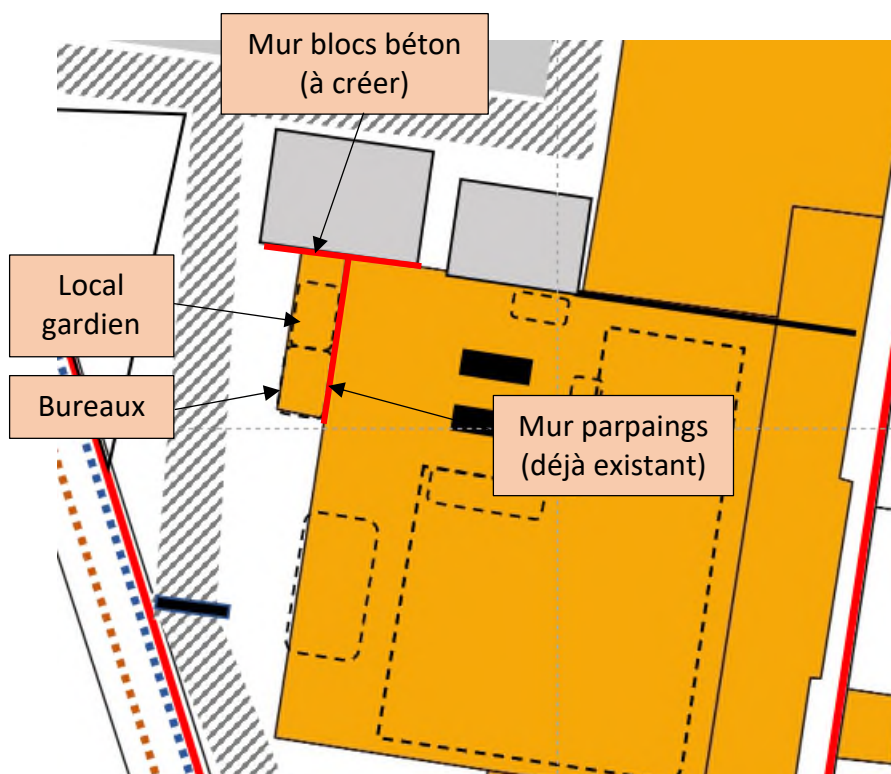 Mur blocs béton
(à créer)
Local
gardien
Bureaux
Mur parpaings
(déjà existant)